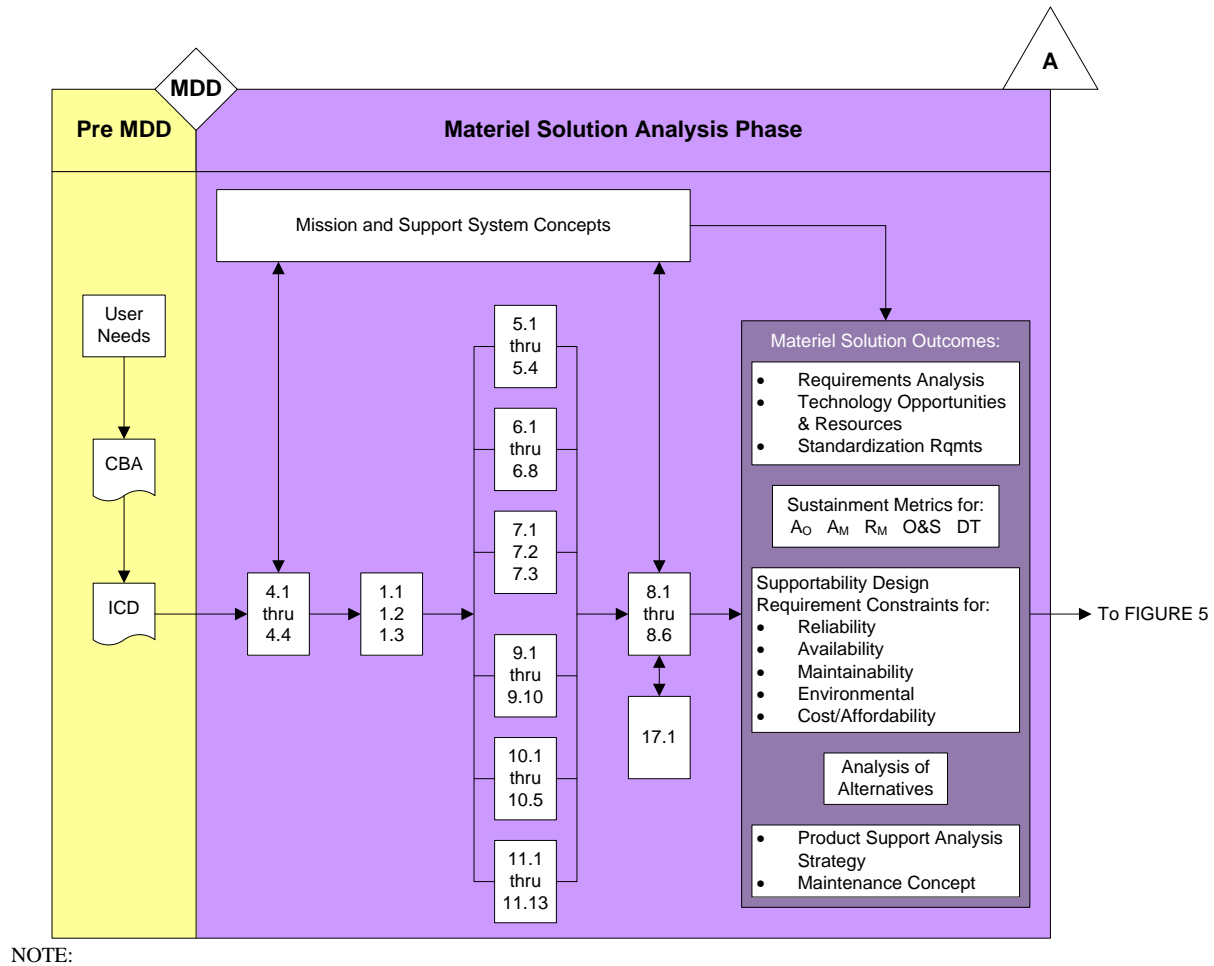 MDD
A
Pre MDD
Materiel Solution Analysis Phase
Mission and Support System Concepts
User
Needs
CBA
ICD
4.1
thru
4.4
1.1
1.2
1.3
5.1
thru
5.4
6.1
thru
6.8
7.1
7.2
7.3
9.1
thru
9.10
10.1
thru
10.5
11.1
thru
11.13
8.1
thru
8.6
17.1
Materiel Solution Outcomes:
• Requirements Analysis
• Technology Opportunities
& Resources
• Standardization Rqmts
Sustainment Metrics for:
AO AM RM O&S DT
Supportability Design
Requirement Constraints for:
• Reliability
• Availability
• Maintainability
• Environmental
• Cost/Affordability
Analysis of
Alternatives
• Product Support Analysis
Strategy
• Maintenance Concept
To FIGURE 5
NOTE: